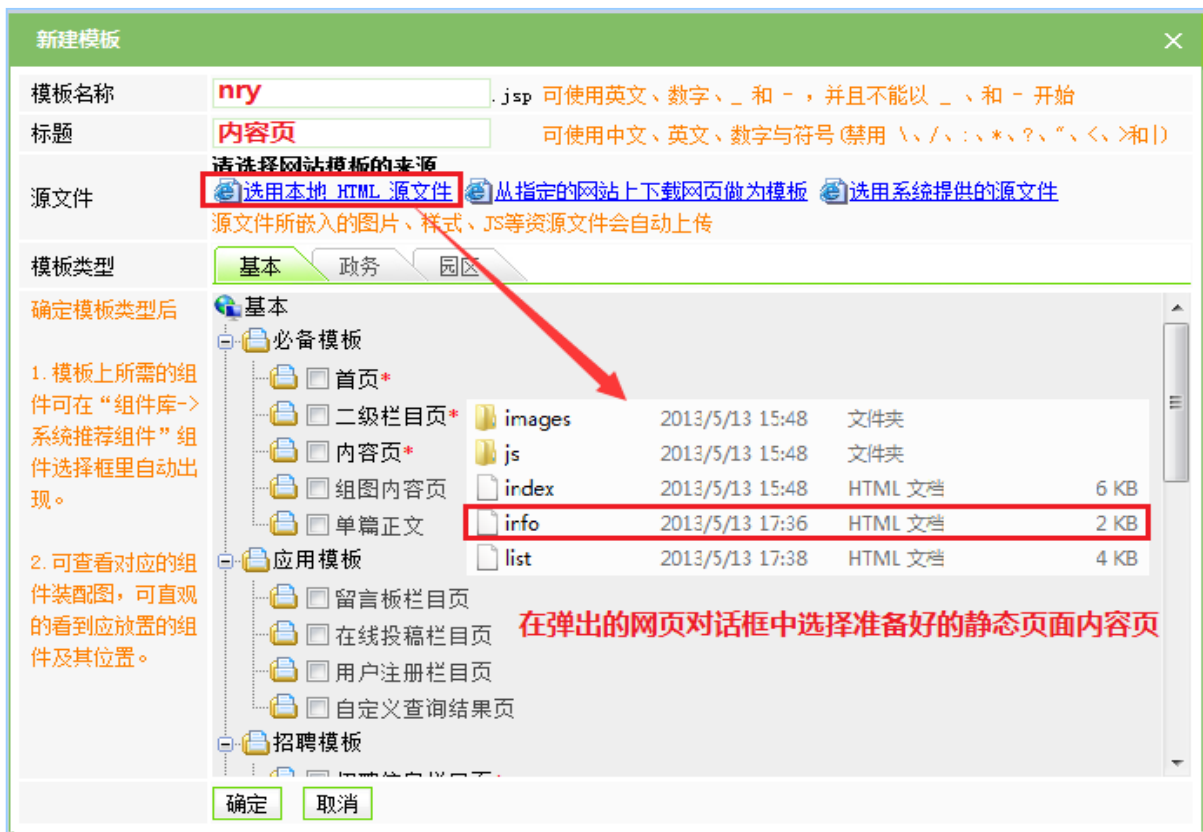 新建模板
模板名称 nry .jsp 可使用英文、数字、_ 和 - ，并且不能以 _ 、和 - 开始
标题 内容页 可使用中文、英文、数字与符号(禁用 \、/、:、*、?、“、<、>和|)
请选择网站模板的来源
源文件 选用本地 HTML 源文件 从指定的网站上下载网页做为模板 选用系统提供的源文件
源文件所嵌入的图片、样式、JS等资源文件会自动上传
模板类型 基本 政务 园区
确定模板类型后
1.模板上所需的组
件可在“组件库->
系统推荐组件”组
件选择框里自动出
现。
2.可查看对应的组
件装配图，可直观
的看到应放置的组
件及其位置。
基本
必备模板
首页*
二级栏目页*
内容页*
组图内容页
单篇正文
应用模板
留言板栏目页
在线投稿栏目页
用户注册栏目页
自定义查询结果页
招聘模板
招聘信息栏目页*
images 2013/5/13 15:48 文件夹
js 2013/5/13 15:48 文件夹
index 2013/5/13 15:48 HTML 文档 6 KB
info 2013/5/13 17:36 HTML 文档 2 KB
list 2013/5/13 17:38 HTML 文档 4 KB
在弹出的网页对话框中选择准备好的静态页面内容页
确定 取消